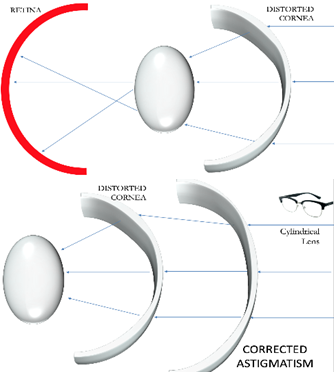 RETINA
DISTORTED
CORNEA
DISTORTED
CORNEA
Cylindrical
Lens
CORRECTED
ASTIGMATISM